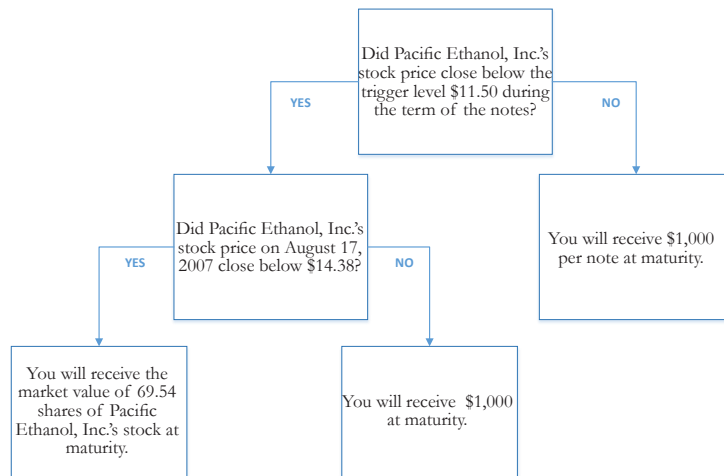 Did Pacific Ethanol, Inc.'s
stock price close below the
trigger level $11.50 during
the term of the notes?
YES
NO
Did Pacific Ethanol, Inc.'s
stock price on August 17,
2007 close below $14.38?
You will receive $1,000
per note at maturity.
YES
NO
You will receive the
market value of 69.54
shares of Pacific
Ethanol, Inc.'s stock at
maturity.
You will receive $1,000
at maturity.